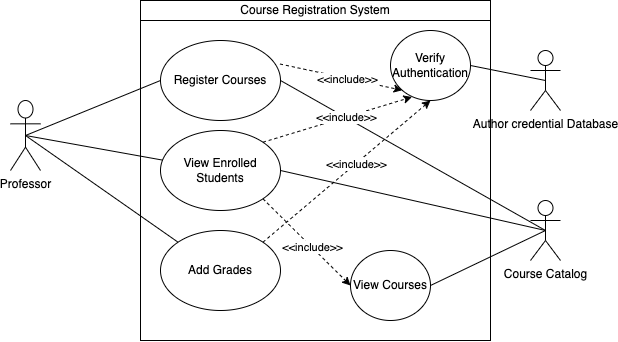 Course Registration System
Register Courses
<<include>>
Verify
Authentication
Author credential Database
<<include>>
View Enrolled
Students
<<include>>
Professor
<<include>>
Add Grades
View Courses
Course Catalog